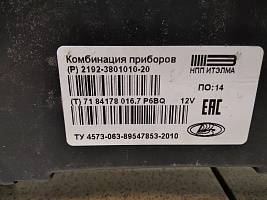 Комбинация приборов
(P) 2192-3801010-20
НПП ИТЭЛМА
ПО:14
(T) 71 84178 016.7 P6BQ 12V
EAC
ТУ 4573-063-89547853-2010